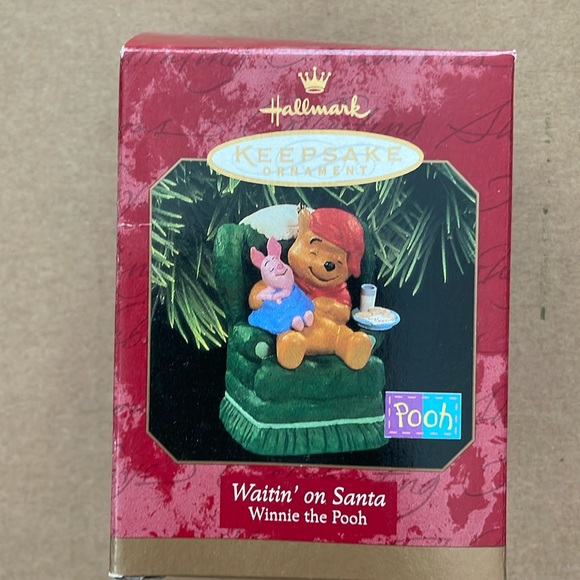 Hallmark
KEEPSAKE
ORNAMENT
Pooh
Waitin' on Santa
Winnie the Pooh